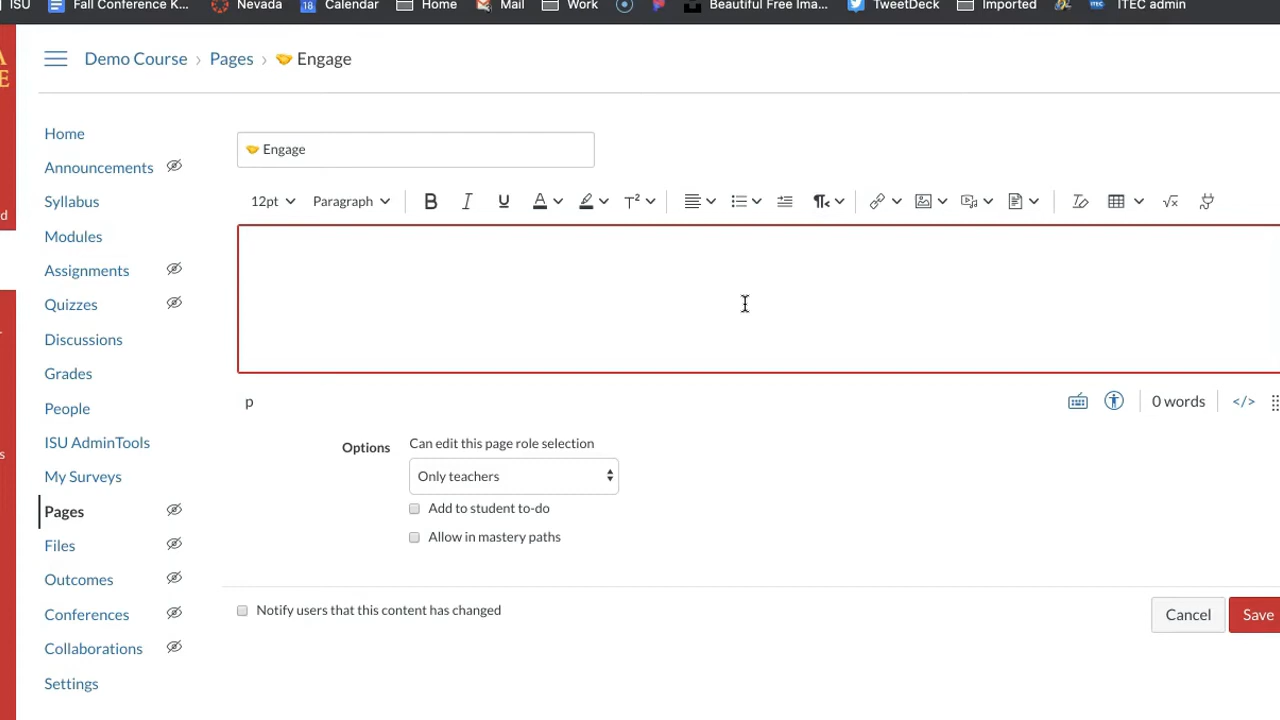 ISU Fall Conference K... Nevada 18 Calendar Home Mail Work Beautiful Free Ima... TweetDeck Imported ITEC admin
Demo Course › Pages › 🤝 Engage
🤝 Engage
12pt Paragraph B I U A T²
Home
Announcements
Syllabus
Modules
Assignments
Quizzes
Discussions
Grades
People
ISU AdminTools
My Surveys
Pages
Files
Outcomes
Conferences
Collaborations
Settings
p
0 words </>
Options Can edit this page role selection
Only teachers
Add to student to-do
Allow in mastery paths
Notify users that this content has changed
Cancel Save